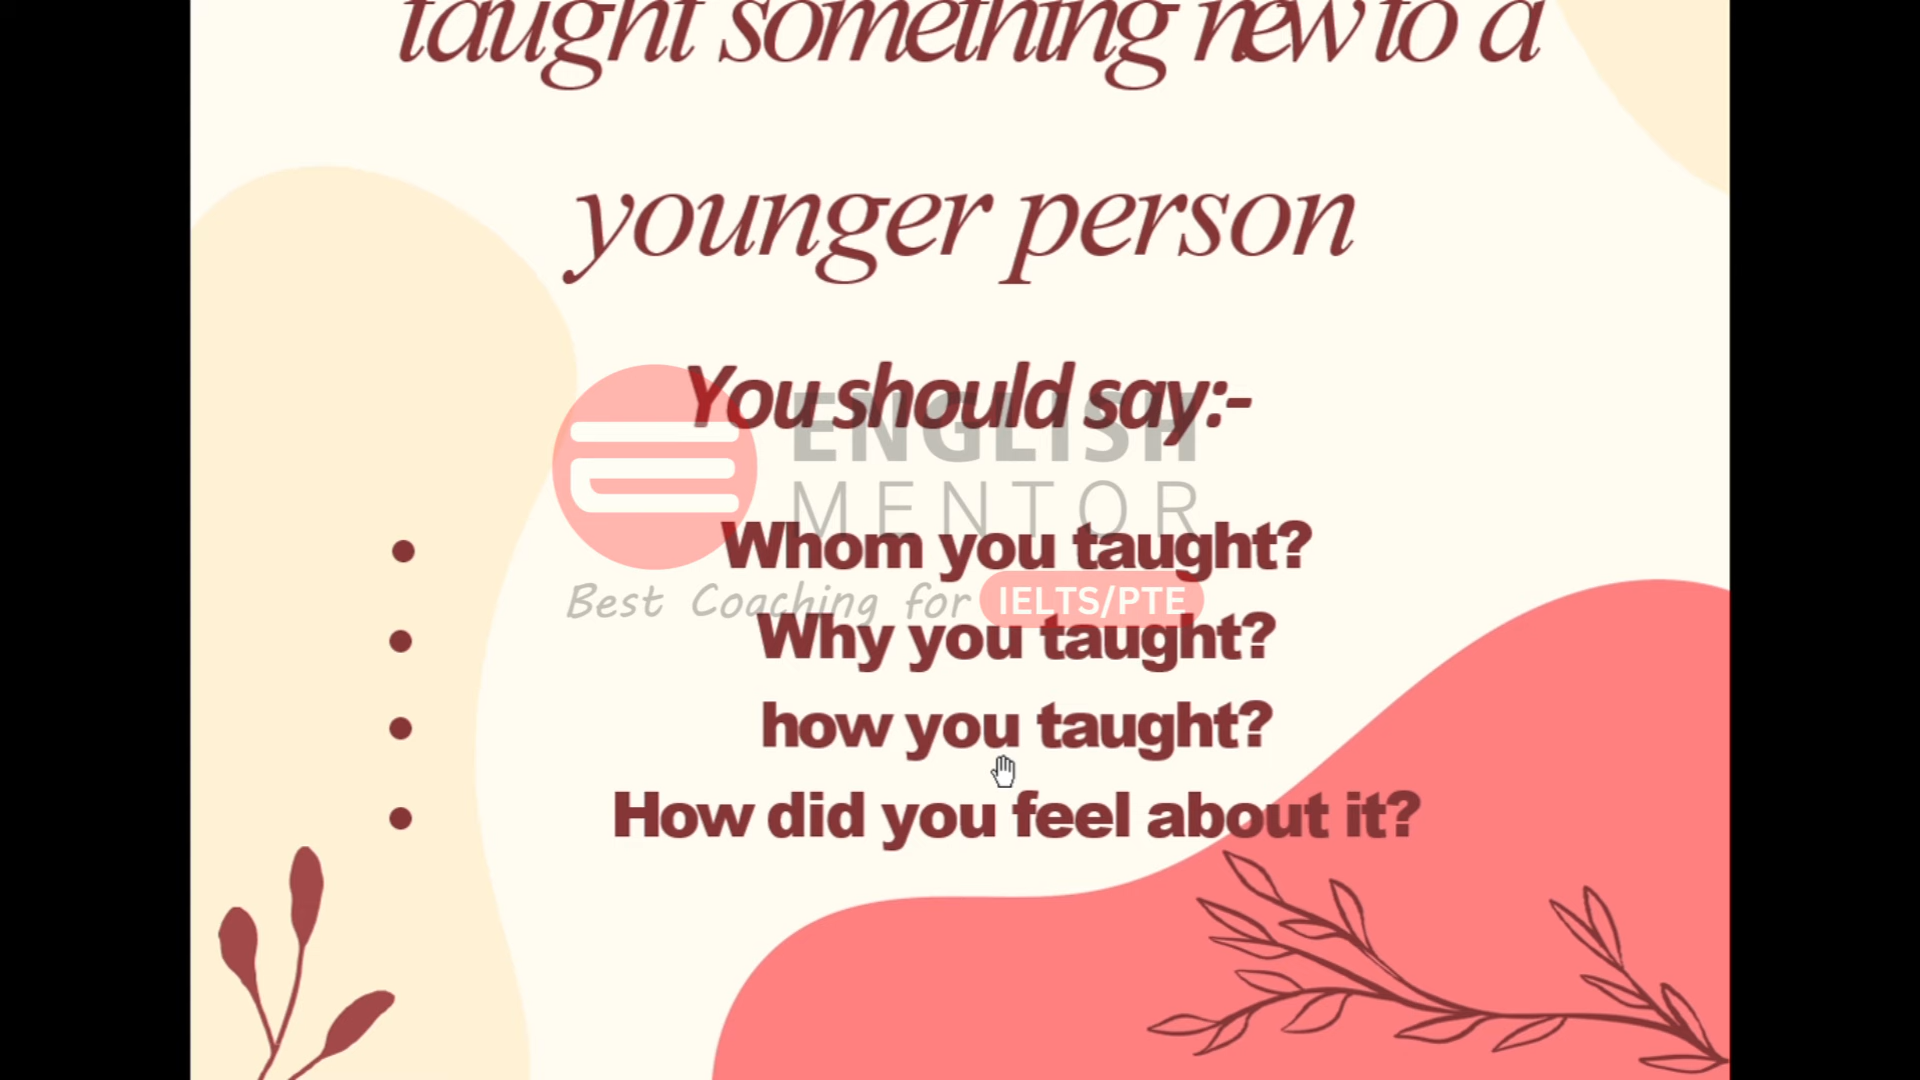 taught something new to a
younger person
You should say:-
ENGLISH
MENTOR
• Whom you taught?
Best Coaching for IELTS/PTE
• Why you taught?
• how you taught?
• How did you feel about it?